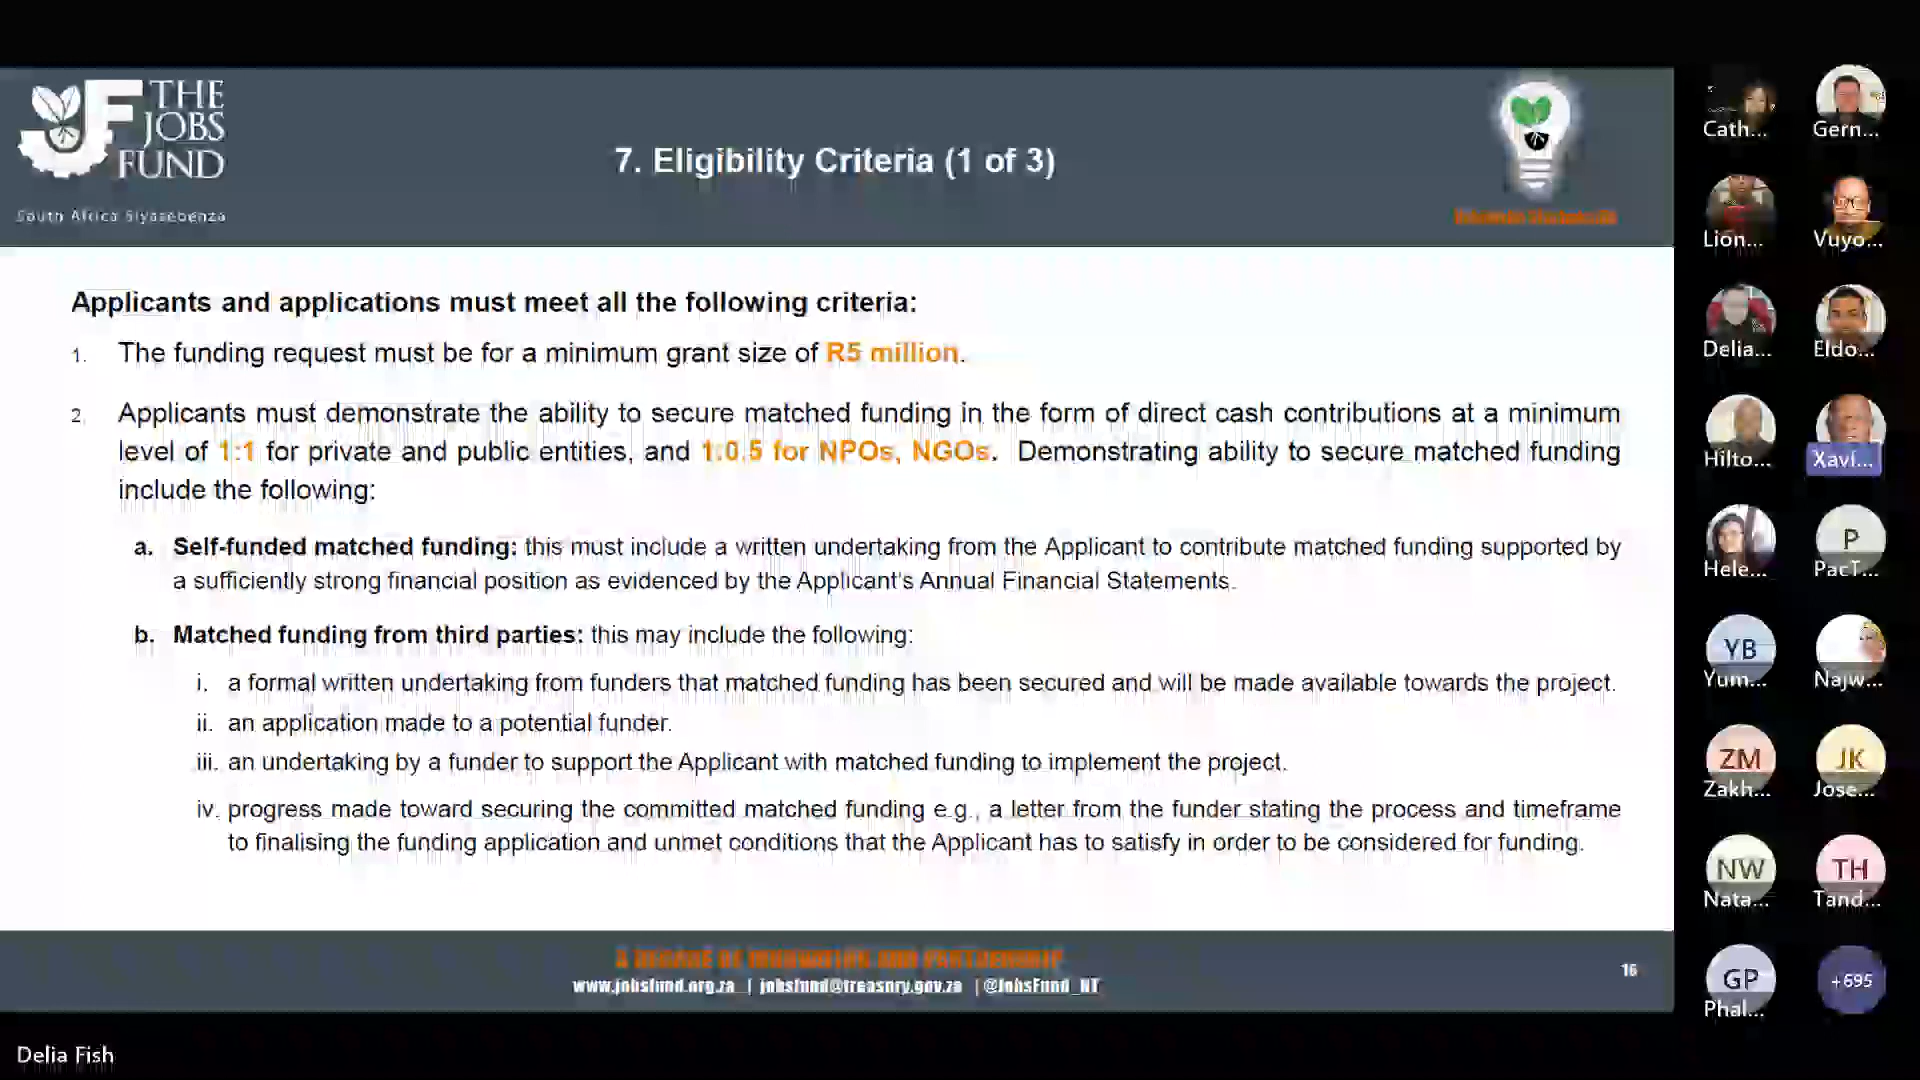 THE
JOBS
FUND
South Africa Siyasebenza
7. Eligibility Criteria (1 of 3)
Applicants and applications must meet all the following criteria:
1. The funding request must be for a minimum grant size of R5 million.
2. Applicants must demonstrate the ability to secure matched funding in the form of direct cash contributions at a minimum
level of 1:1 for private and public entities, and 1:0.5 for NPOs, NGOs. Demonstrating ability to secure matched funding
include the following:
a. Self-funded matched funding: this must include a written undertaking from the Applicant to contribute matched funding supported by
a sufficiently strong financial position as evidenced by the Applicant's Annual Financial Statements.
b. Matched funding from third parties: this may include the following:
i. a formal written undertaking from funders that matched funding has been secured and will be made available towards the project.
ii. an application made to a potential funder.
iii. an undertaking by a funder to support the Applicant with matched funding to implement the project.
iv. progress made toward securing the committed matched funding e.g., a letter from the funder stating the process and timeframe
to finalising the funding application and unmet conditions that the Applicant has to satisfy in order to be considered for funding.
A DECADE OF INNOVATION AND PARTNERSHIP
www.jobsfund.org.za | jobsfund@treasury.gov.za | @JobsFund_NT
16
Cath... Gern...
Lion... Vuyo...
Delia... Eldo...
Hilto... Xavi...
Hele... P PacT...
YB Yum... Najw...
ZM Zakh... JK Jose...
NW Nata... TH Tand...
GP Phal... +695
Delia Fish